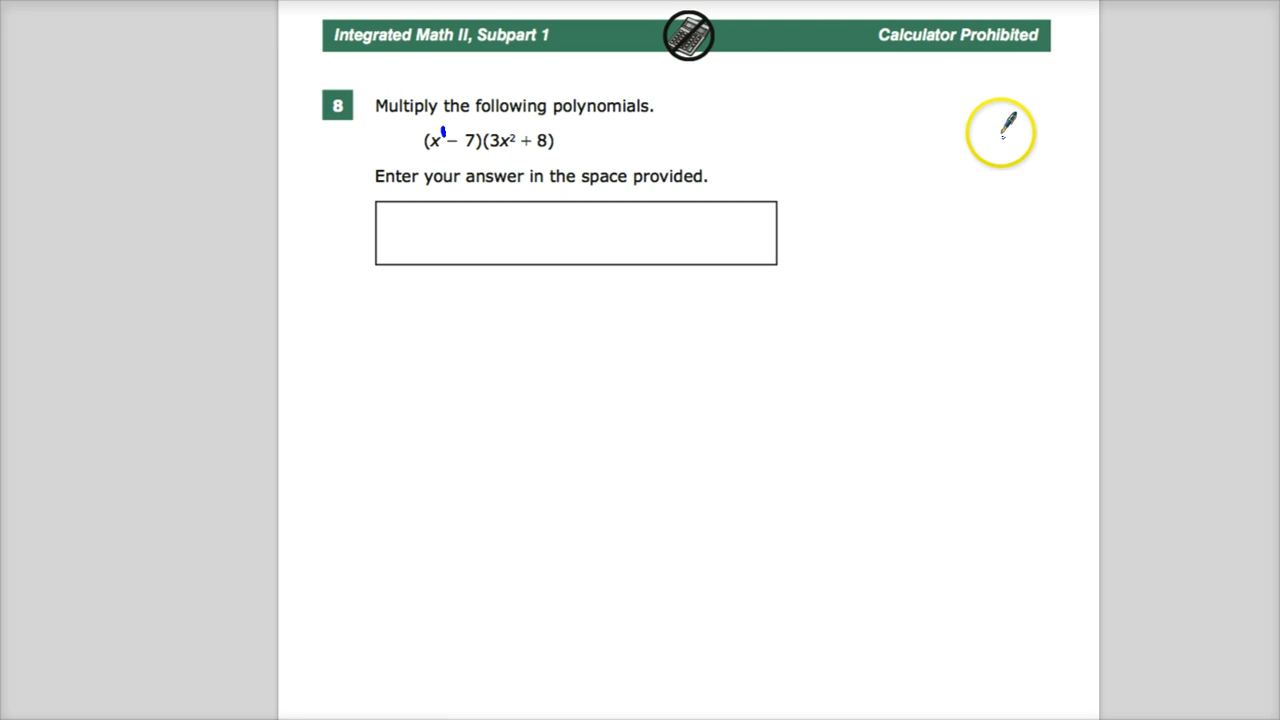 Integrated Math II, Subpart 1
Calculator Prohibited
8 Multiply the following polynomials.
(x¹ − 7)(3x² + 8)
Enter your answer in the space provided.